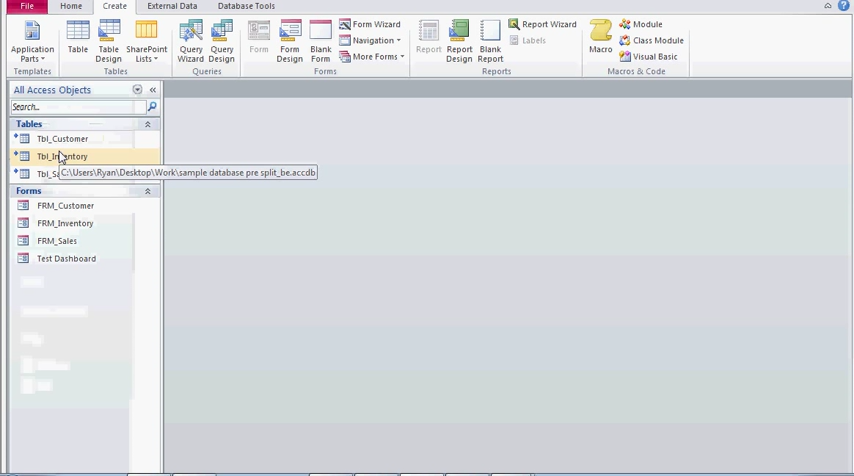 File Home Create External Data Database Tools
Application Parts
Templates
Table
Table Design
SharePoint Lists
Tables
Query Wizard
Query Design
Queries
Form
Form Design
Blank Form
Form Wizard
Navigation
More Forms
Forms
Report
Report Design
Blank Report
Report Wizard
Labels
Reports
Macro
Module
Class Module
Visual Basic
Macros & Code
All Access Objects
Search...
Tables
Tbl_Customer
Tbl_Inventory
Tbl_Sa
C:\Users\Ryan\Desktop\Work\sample database pre split_be.accdb
Forms
FRM_Customer
FRM_Inventory
FRM_Sales
Test Dashboard